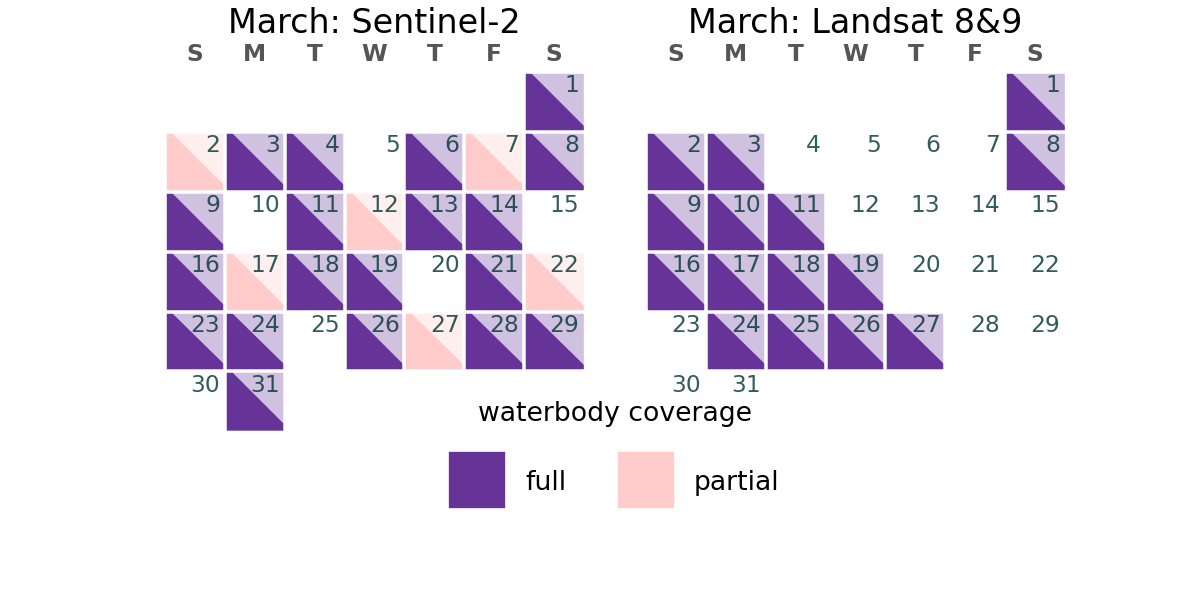 March: Sentinel-2
S M T W T F S
1
2 3 4 5 6 7 8
9 10 11 12 13 14 15
16 17 18 19 20 21 22
23 24 25 26 27 28 29
30 31
March: Landsat 8&9
S M T W T F S
1
2 3 4 5 6 7 8
9 10 11 12 13 14 15
16 17 18 19 20 21 22
23 24 25 26 27 28 29
30 31
waterbody coverage
full partial